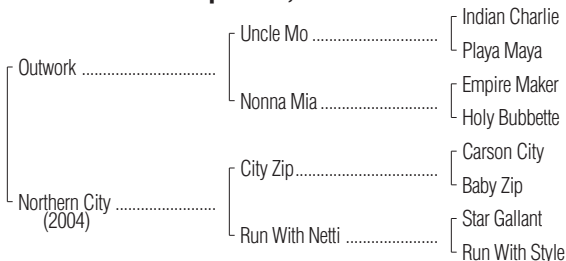 Indian Charlie
Uncle Mo ................................
Playa Maya
Outwork ................................
Empire Maker
Nonna Mia ............................
Holy Bubbette
Carson City
City Zip..................................
Baby Zip
Northern City ........................
(2004)
Star Gallant
Run With Netti ......................
Run With Style